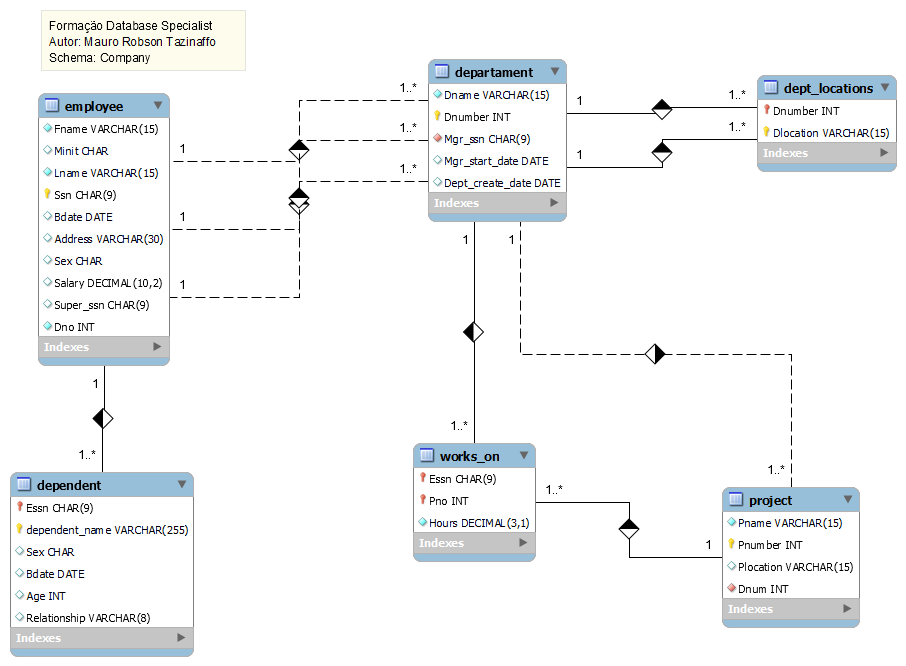 Formação Database Specialist
Autor: Mauro Robson Tazinaffo
Schema: Company
employee
Fname VARCHAR(15)
Minit CHAR
Lname VARCHAR(15)
Ssn CHAR(9)
Bdate DATE
Address VARCHAR(30)
Sex CHAR
Salary DECIMAL(10,2)
Super_ssn CHAR(9)
Dno INT
Indexes
1
1..*
1
1..*
1
1..*
departament
Dname VARCHAR(15)
Dnumber INT
Mgr_ssn CHAR(9)
Mgr_start_date DATE
Dept_create_date DATE
Indexes
1
1..*
1
1..*
dept_locations
Dnumber INT
Dlocation VARCHAR(15)
Indexes
1
1..*
1
1..*
1
1..*
dependent
Essn CHAR(9)
dependent_name VARCHAR(255)
Sex CHAR
Bdate DATE
Age INT
Relationship VARCHAR(8)
Indexes
works_on
Essn CHAR(9)
Pno INT
Hours DECIMAL(3,1)
Indexes
1..*
1
project
Pname VARCHAR(15)
Pnumber INT
Plocation VARCHAR(15)
Dnum INT
Indexes